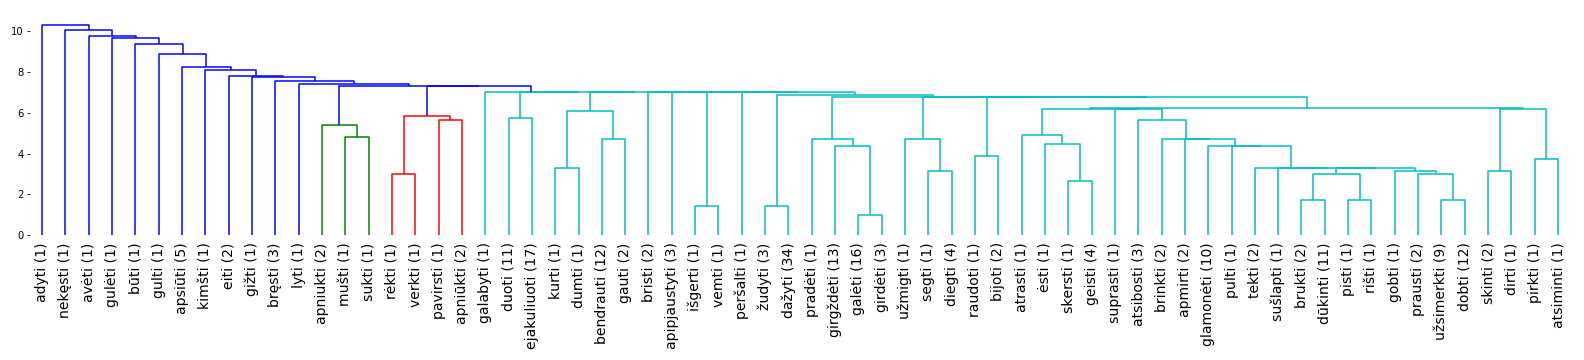 10
8
6
4
2
0
adyti (1)
nekęsti (1)
avėti (1)
gulėti (1)
būti (1)
gulti (1)
apsiūti (5)
kimšti (1)
eiti (2)
gižti (1)
bręsti (3)
lyti (1)
apniukti (2)
mušti (1)
sukti (1)
rėkti (1)
verkti (1)
pavirsti (1)
apniūkti (2)
galabyti (1)
duoti (11)
ejakuliuoti (17)
kurti (1)
dumti (1)
bendrauti (12)
gauti (2)
bristi (2)
apipjaustyti (3)
išgerti (1)
vemti (1)
peršalti (1)
žudyti (3)
dažyti (34)
pradėti (1)
girgždėti (13)
galėti (16)
girdėti (3)
užmigti (1)
segti (1)
diegti (4)
raudoti (1)
bijoti (2)
atrasti (1)
ėsti (1)
skersti (1)
geisti (4)
suprasti (1)
atsibosti (3)
brinkti (2)
apmirti (2)
glamonėti (10)
pulti (1)
tekti (2)
sušlapti (1)
brukti (2)
dūkinti (11)
pisti (1)
rišti (1)
gobti (1)
prausti (2)
užsimerkti (9)
dobti (12)
skinti (2)
dirti (1)
pirkti (1)
atsiminti (1)